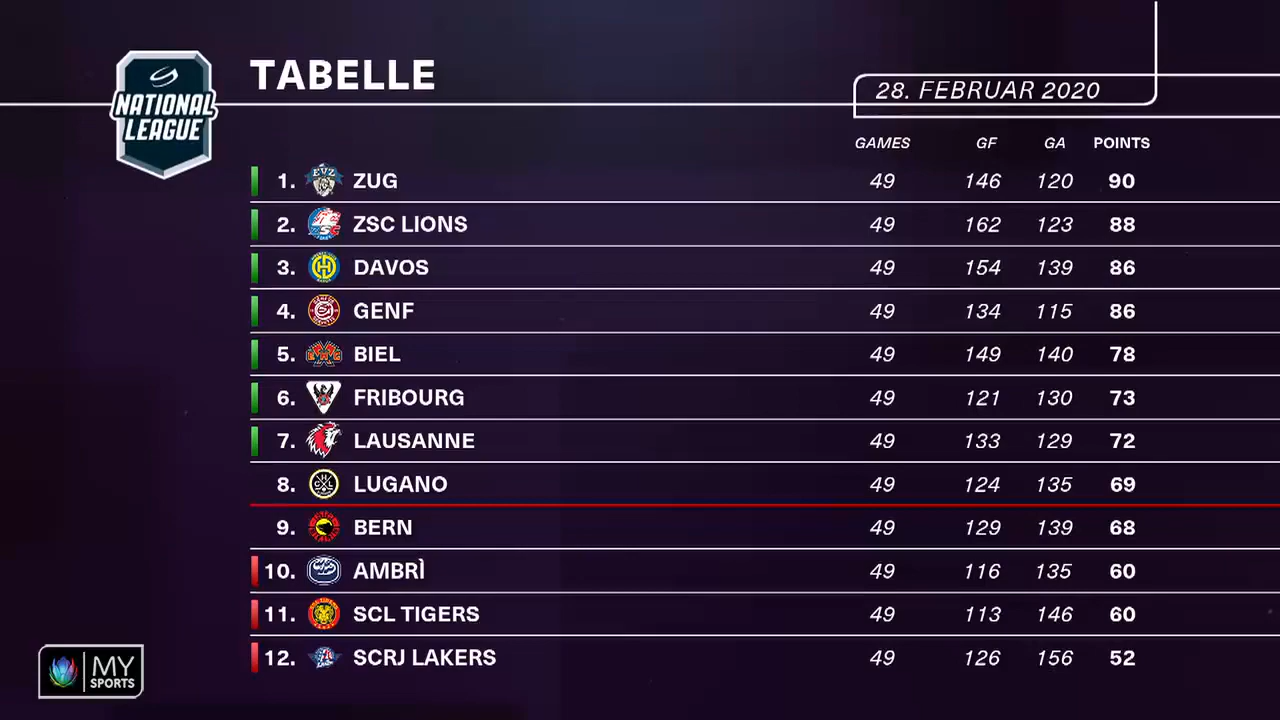 TABELLE
NATIONAL
LEAGUE
28. FEBRUAR 2020
GAMES GF GA POINTS
1. EVZ ZUG 49 146 120 90
2. ZSC LIONS 49 162 123 88
3. DAVOS 49 154 139 86
4. GENF 49 134 115 86
5. BIEL 49 149 140 78
6. FRIBOURG 49 121 130 73
7. LAUSANNE 49 133 129 72
8. LUGANO 49 124 135 69
9. BERN 49 129 139 68
10. AMBRÌ 49 116 135 60
11. SCL TIGERS 49 113 146 60
12. SCRJ LAKERS 49 126 156 52
MY
SPORTS